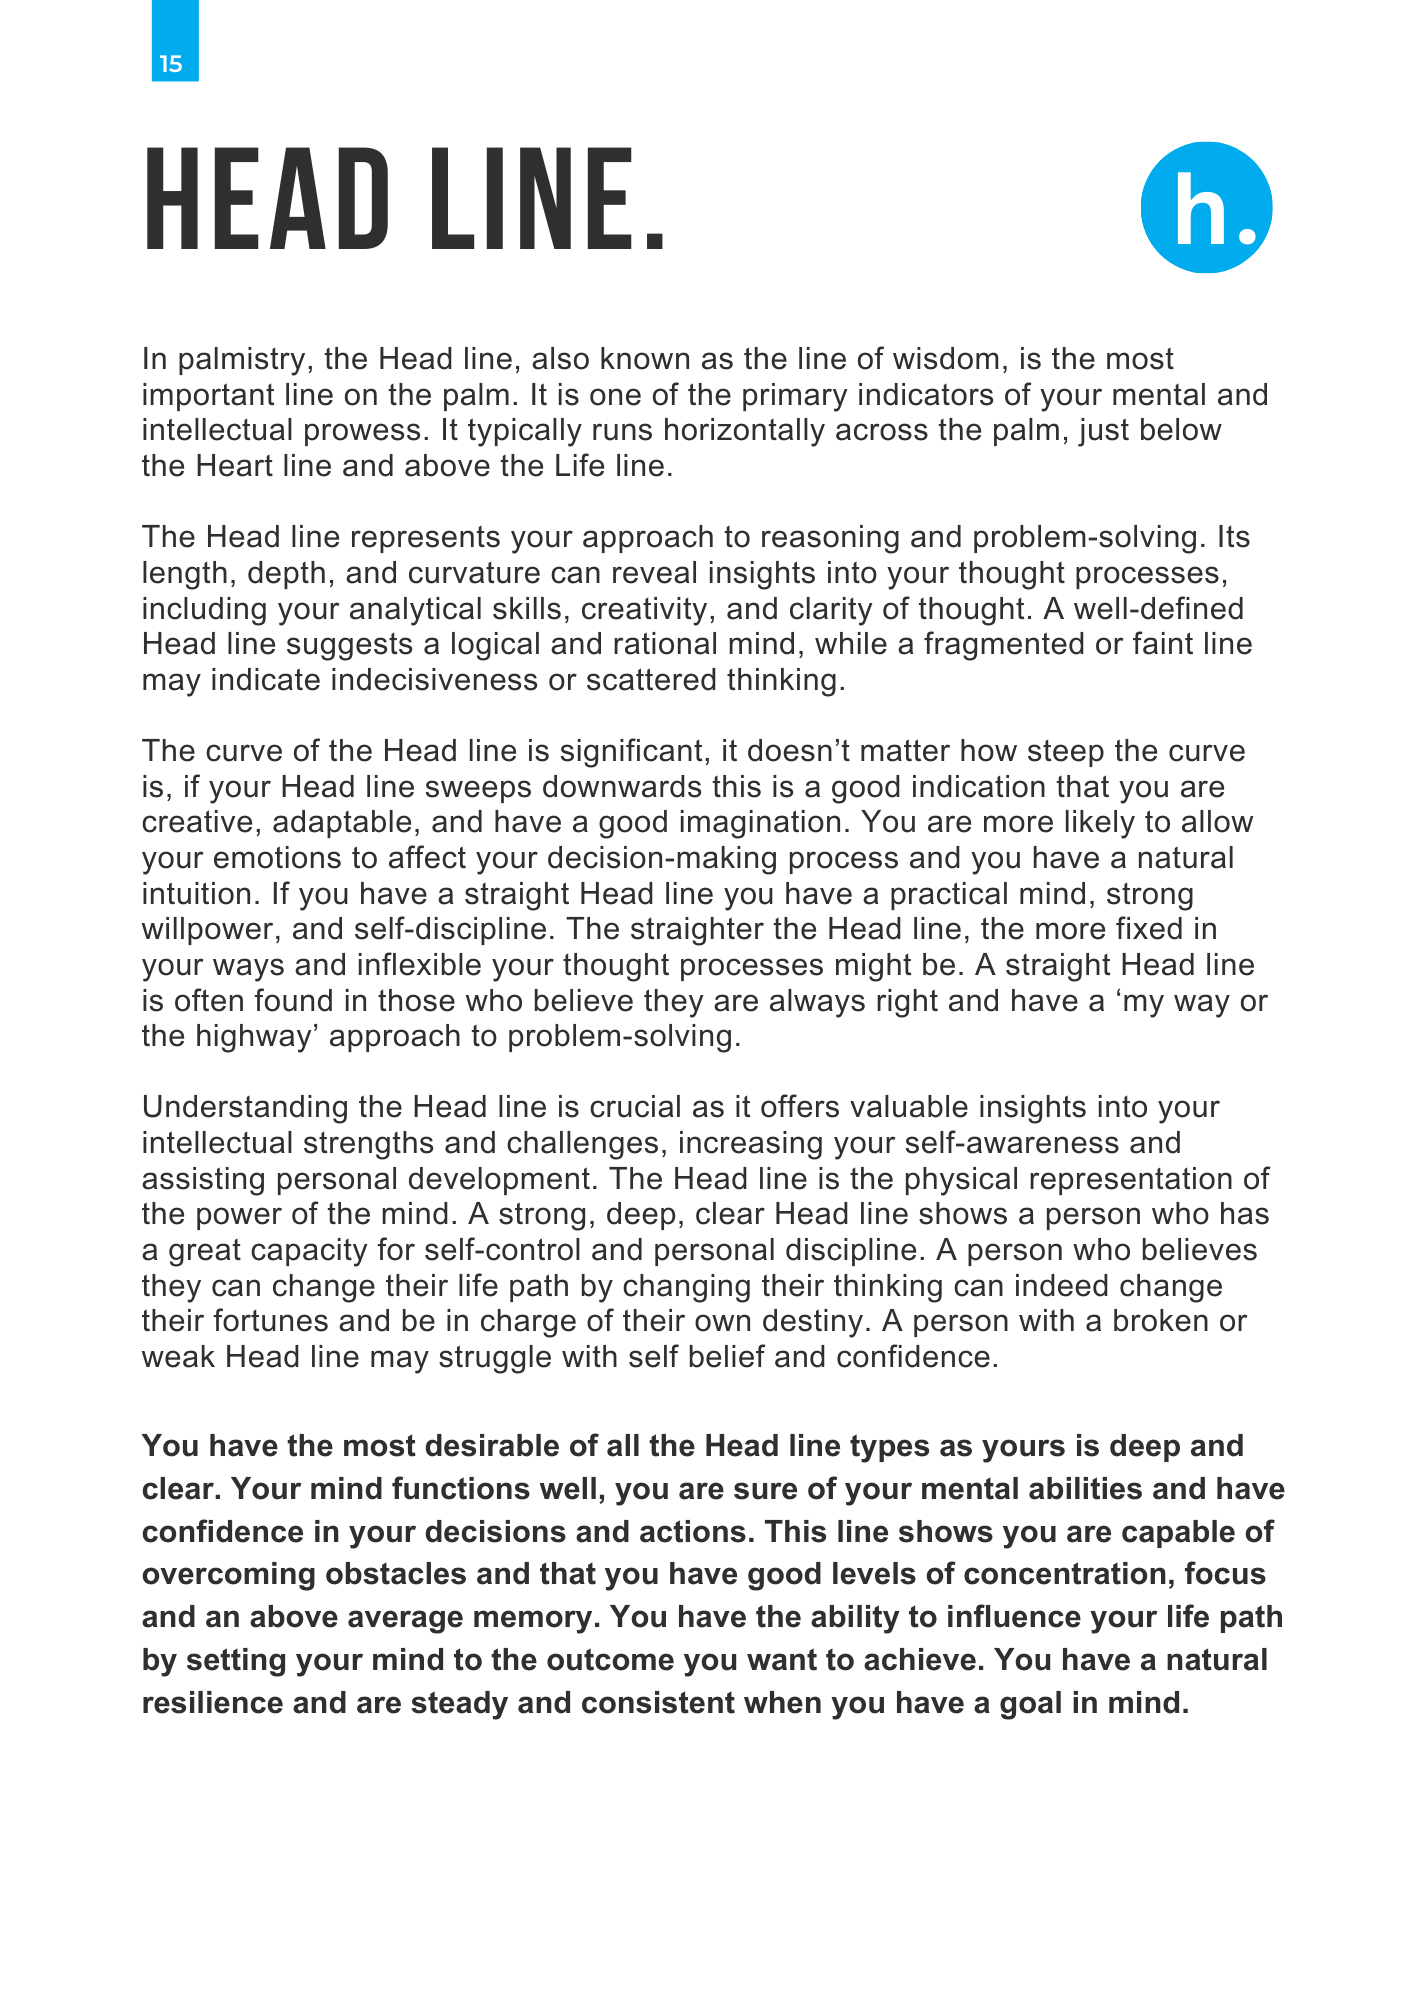 15
HEAD LINE.
h.
In palmistry, the Head line, also known as the line of wisdom, is the most
important line on the palm. It is one of the primary indicators of your mental and
intellectual prowess. It typically runs horizontally across the palm, just below
the Heart line and above the Life line.
The Head line represents your approach to reasoning and problem-solving. Its
length, depth, and curvature can reveal insights into your thought processes,
including your analytical skills, creativity, and clarity of thought. A well-defined
Head line suggests a logical and rational mind, while a fragmented or faint line
may indicate indecisiveness or scattered thinking.
The curve of the Head line is significant, it doesn’t matter how steep the curve
is, if your Head line sweeps downwards this is a good indication that you are
creative, adaptable, and have a good imagination. You are more likely to allow
your emotions to affect your decision-making process and you have a natural
intuition. If you have a straight Head line you have a practical mind, strong
willpower, and self-discipline. The straighter the Head line, the more fixed in
your ways and inflexible your thought processes might be. A straight Head line
is often found in those who believe they are always right and have a ‘my way or
the highway’ approach to problem-solving.
Understanding the Head line is crucial as it offers valuable insights into your
intellectual strengths and challenges, increasing your self-awareness and
assisting personal development. The Head line is the physical representation of
the power of the mind. A strong, deep, clear Head line shows a person who has
a great capacity for self-control and personal discipline. A person who believes
they can change their life path by changing their thinking can indeed change
their fortunes and be in charge of their own destiny. A person with a broken or
weak Head line may struggle with self belief and confidence.
You have the most desirable of all the Head line types as yours is deep and
clear. Your mind functions well, you are sure of your mental abilities and have
confidence in your decisions and actions. This line shows you are capable of
overcoming obstacles and that you have good levels of concentration, focus
and an above average memory. You have the ability to influence your life path
by setting your mind to the outcome you want to achieve. You have a natural
resilience and are steady and consistent when you have a goal in mind.